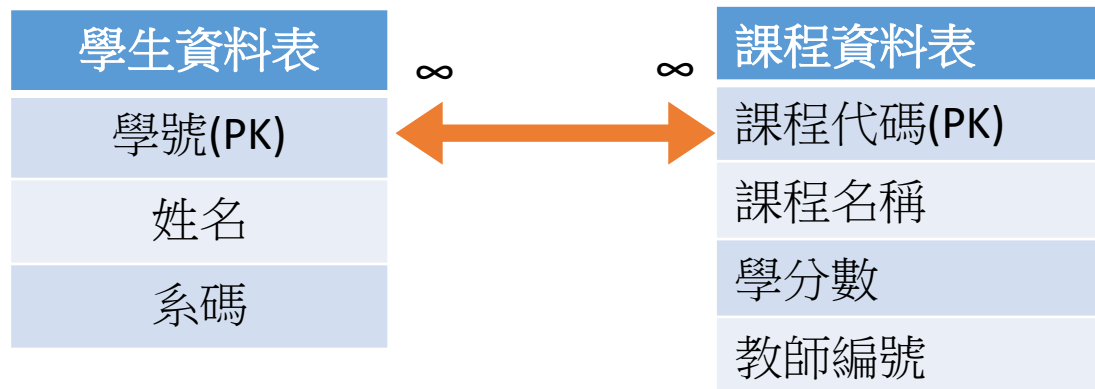 學生資料表
學號(PK)
姓名
系碼
∞
∞
課程資料表
課程代碼(PK)
課程名稱
學分數
教師編號